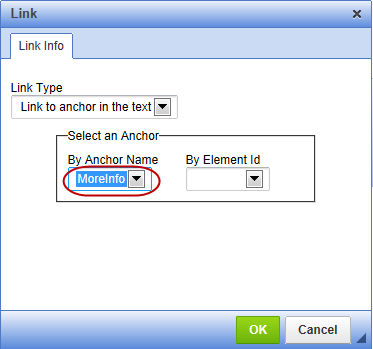 Link
Link Info
Link Type
Link to anchor in the text
Select an Anchor
By Anchor Name By Element Id
MoreInfo
OK Cancel